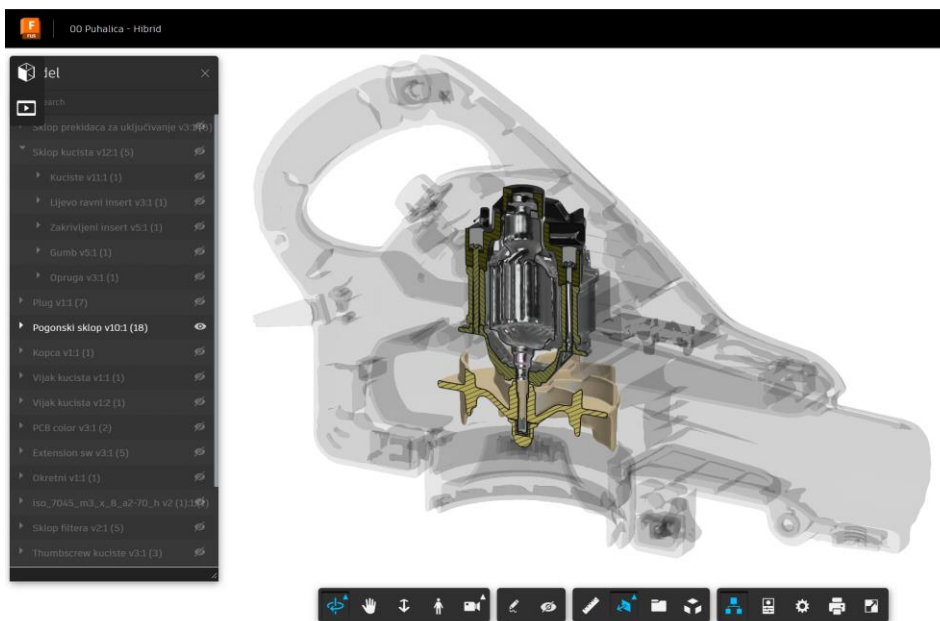 F
FUS
00 Puhalica - Hibrid
del
earch
Sklop prekidaca za uključivanje v3:1 (8)
Sklop kucista v12:1 (5)
Kuciste v11:1 (1)
Lijevo ravni insert v3:1 (1)
Zakrivljeni insert v5:1 (1)
Gumb v5:1 (1)
Opruga v3:1 (1)
Plug v1:1 (7)
Pogonski sklop v10:1 (18)
Kopca v1:1 (1)
Vijak kucista v1:1 (1)
Vijak kucista v1:2 (1)
PCB color v3:1 (2)
Extension sw v3:1 (5)
Okretni v1:1 (1)
iso_7045_m3_x_8_a2-70_h v2 (1):1
Sklop filtera v2:1 (5)
Thumbscrew kuciste v3:1 (3)